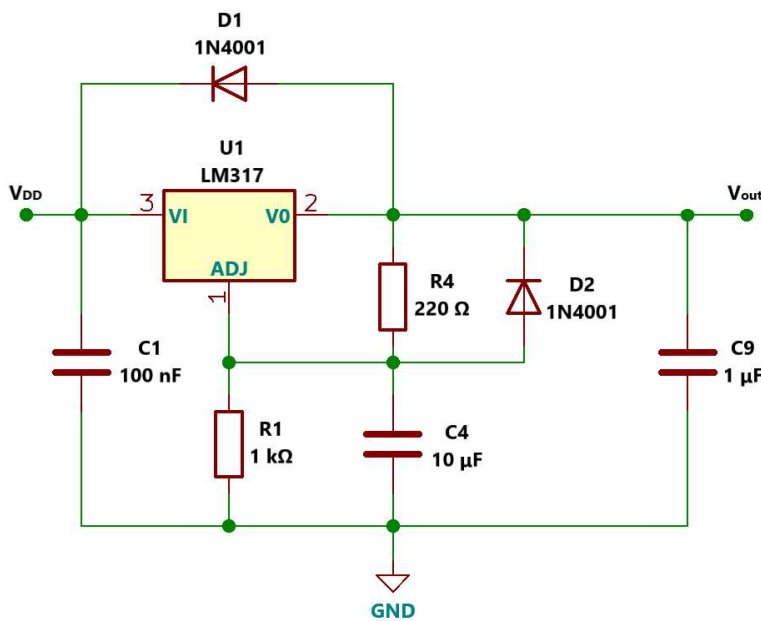 D1
1N4001
U1
LM317
VDD
3
VI
V0
2
Vout
ADJ
1
R4
220 Ω
D2
1N4001
C1
100 nF
C9
1 µF
R1
1 kΩ
C4
10 µF
GND